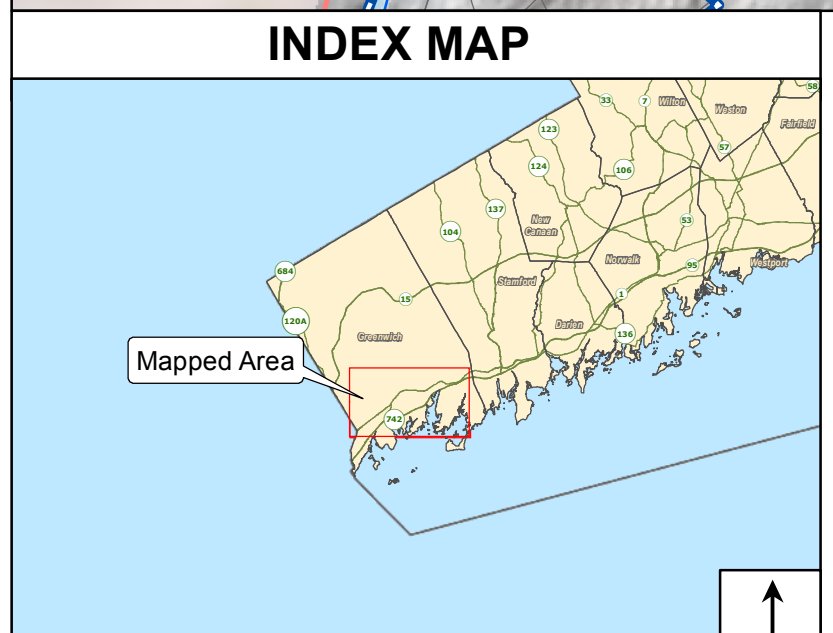 INDEX MAP
33
7
Wilton
Weston
58
Fairfield
123
57
124
106
137
New
Canaan
53
104
Norwalk
95
Westport
684
Stamford
15
1
120A
Greenwich
Darien
136
Mapped Area
742